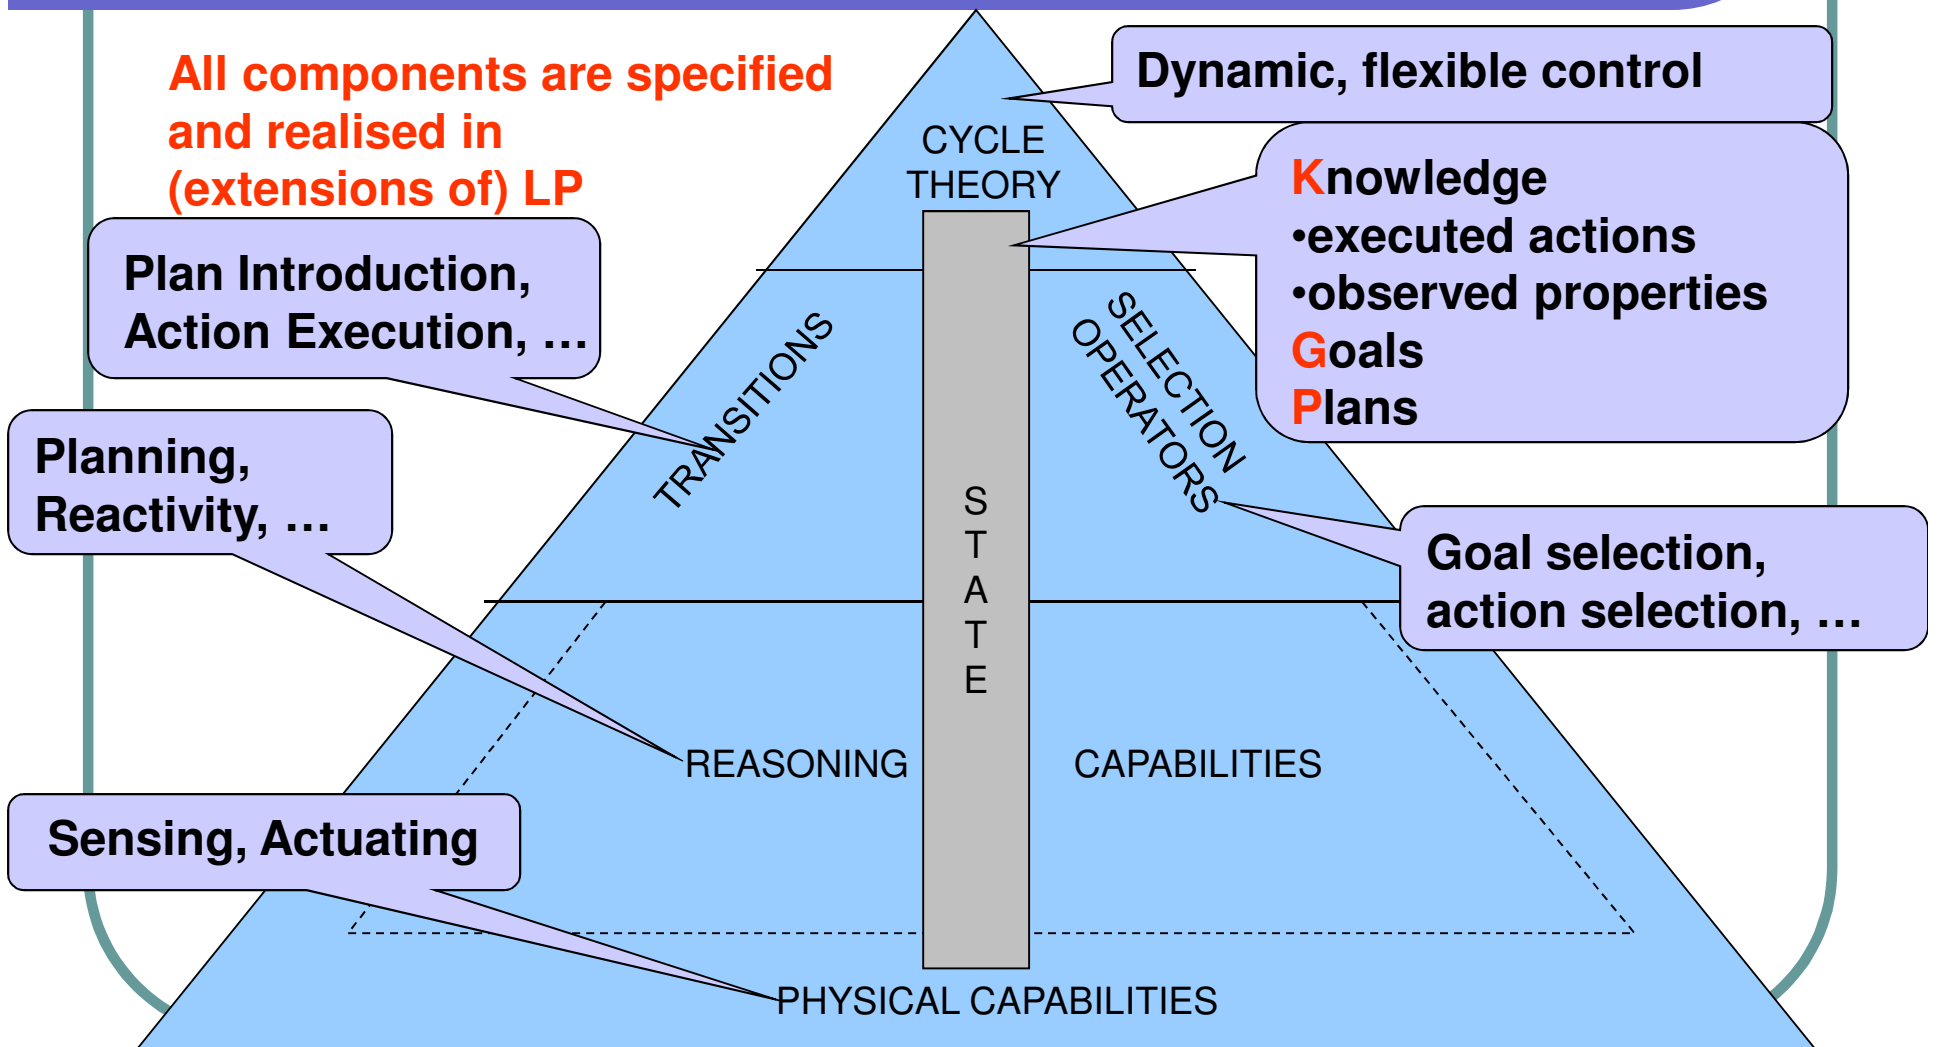 All components are specified
and realised in
(extensions of) LP
Dynamic, flexible control
CYCLE
THEORY
Knowledge
•executed actions
•observed properties
Goals
Plans
Plan Introduction,
Action Execution, …
TRANSITIONS
SELECTION
OPERATORS
Planning,
Reactivity, …
S
T
A
T
E
Goal selection,
action selection, …
REASONING
CAPABILITIES
Sensing, Actuating
PHYSICAL CAPABILITIES